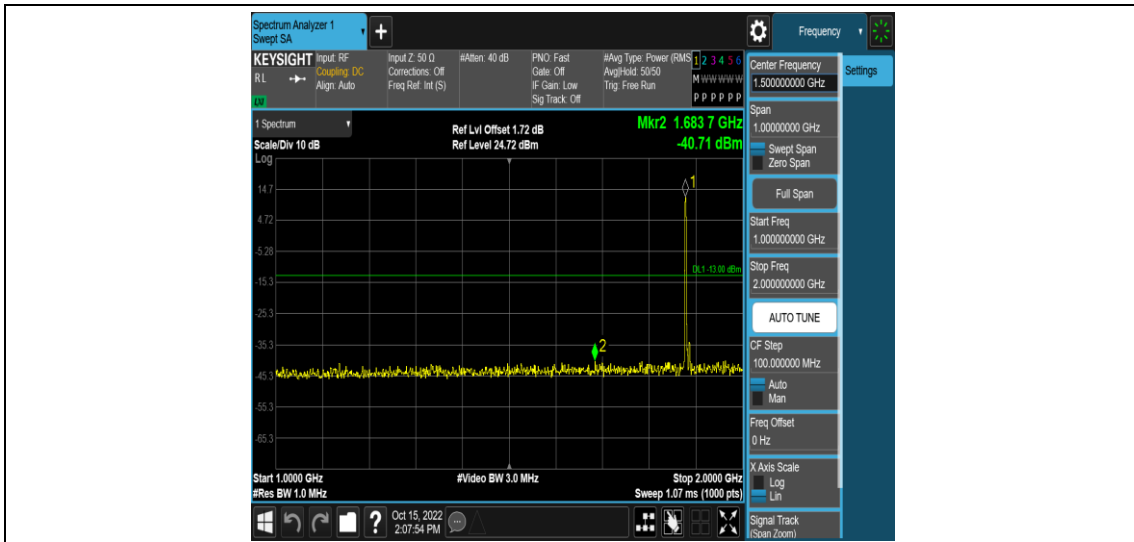 Spectrum Analyzer 1
Swept SA
+
Frequency
KEYSIGHT
RL
LXI
Input: RF
Coupling: DC
Align: Auto
Input Z: 50 Ω
Corrections: Off
Freq Ref: Int (S)
#Atten: 40 dB
PNO: Fast
Gate: Off
IF Gain: Low
Sig Track: Off
#Avg Type: Power (RMS
Avg|Hold: 50/50
Trig: Free Run
1 2 3 4 5 6
M W W W W W
P P P P P P
1 Spectrum
Scale/Div 10 dB
Log
Ref Lvl Offset 1.72 dB
Ref Level 24.72 dBm
Mkr2 1.683 7 GHz
-40.71 dBm
14.7
4.72
-5.28
-15.3
-25.3
-35.3
-45.3
-55.3
-65.3
1
DL1 -13.00 dBm
2
Start 1.0000 GHz
#Res BW 1.0 MHz
#Video BW 3.0 MHz
Stop 2.0000 GHz
Sweep 1.07 ms (1000 pts)
?
Oct 15, 2022
2:07:54 PM
Center Frequency
1.500000000 GHz
Settings
Span
1.00000000 GHz
Swept Span
Zero Span
Full Span
Start Freq
1.000000000 GHz
Stop Freq
2.000000000 GHz
AUTO TUNE
CF Step
100.000000 MHz
Auto
Man
Freq Offset
0 Hz
X Axis Scale
Log
Lin
Signal Track
(Span Zoom)